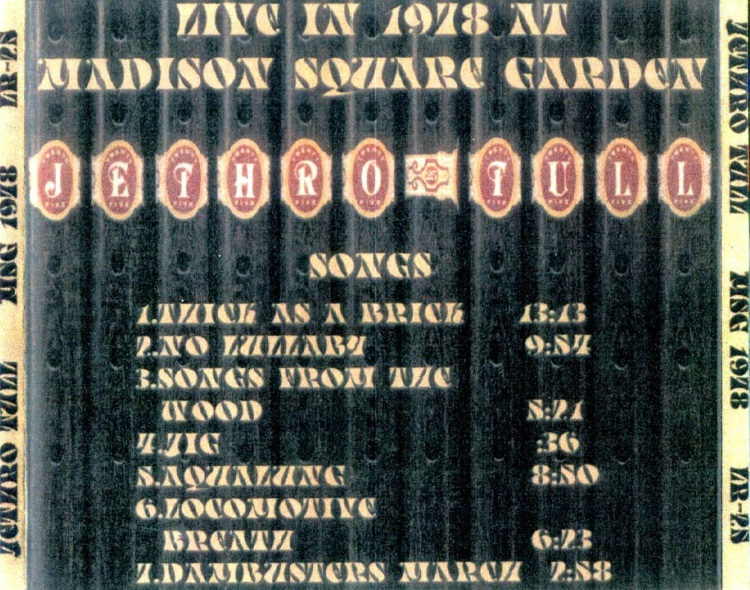 LIVE IN 1978 AT
MADISON SQUARE GARDEN
JETHRO TULL
SONGS
1.THICK AS A BRICK 13:13
2.NO LULLABY 9:54
3.SONGS FROM THE
WOOD 5:21
4.JIG :36
5.AQUALUNG 8:50
6.LOCOMOTIVE
BREATH 6:23
7.DAMBUSTERS MARCH 2:58
JETHRO TULL MSG 1978
JETHRO TULL MSG 1978